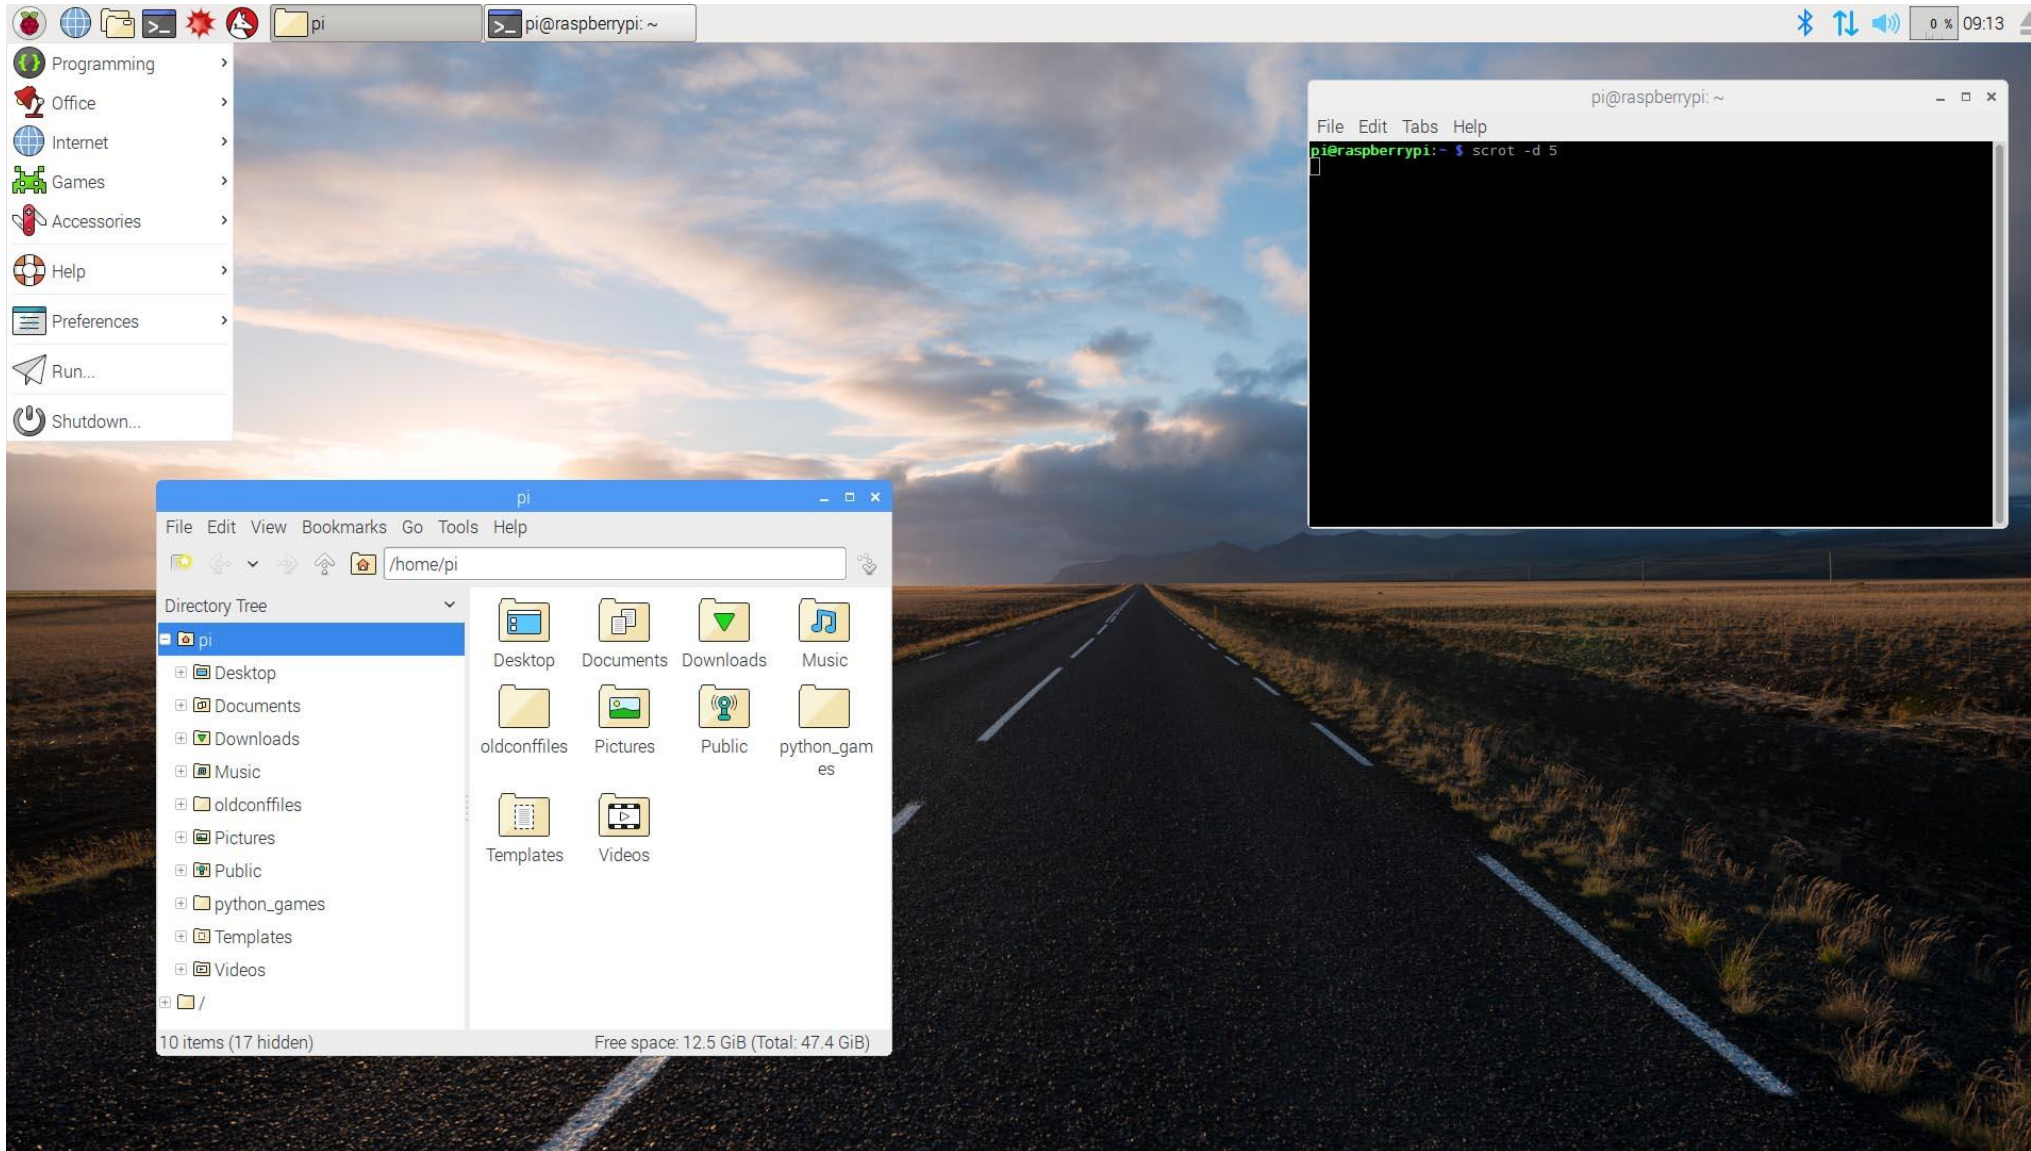 pi
pi@raspberrypi: ~
0 %
09:13
Programming
Office
Internet
Games
Accessories
Help
Preferences
Run...
Shutdown...
pi@raspberrypi: ~
File Edit Tabs Help
pi@raspberrypi:~ $ scrot -d 5
pi
File Edit View Bookmarks Go Tools Help
/home/pi
Directory Tree
pi
Desktop
Documents
Downloads
Music
oldconffiles
Pictures
Public
python_games
Templates
Videos
/
Desktop Documents Downloads Music
oldconffiles Pictures Public python_gam
es
Templates Videos
10 items (17 hidden)
Free space: 12.5 GiB (Total: 47.4 GiB)